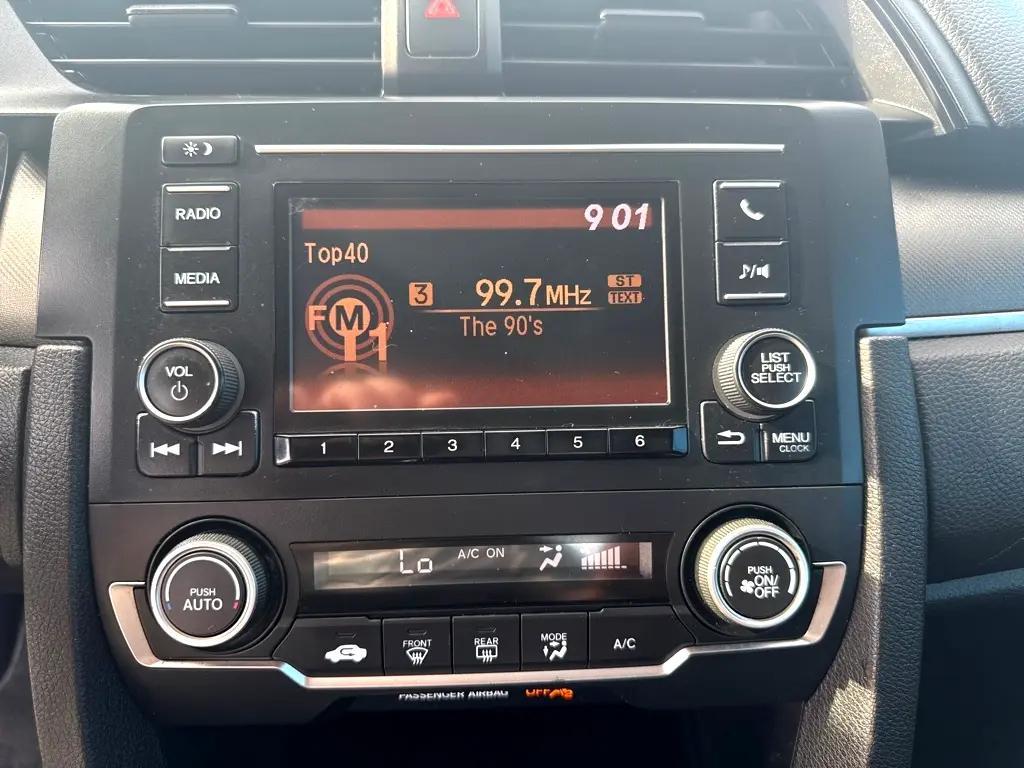 RADIO
MEDIA
VOL
9 01
Top40
FM
1
3
99.7MHz
ST
TEXT
The 90's
LIST
PUSH
SELECT
MENU
CLOCK
1 2 3 4 5 6
PUSH
AUTO
Lo
A/C ON
PUSH
ON/
OFF
FRONT
REAR
MODE
A/C
PASSENGER AIRBAG OFF